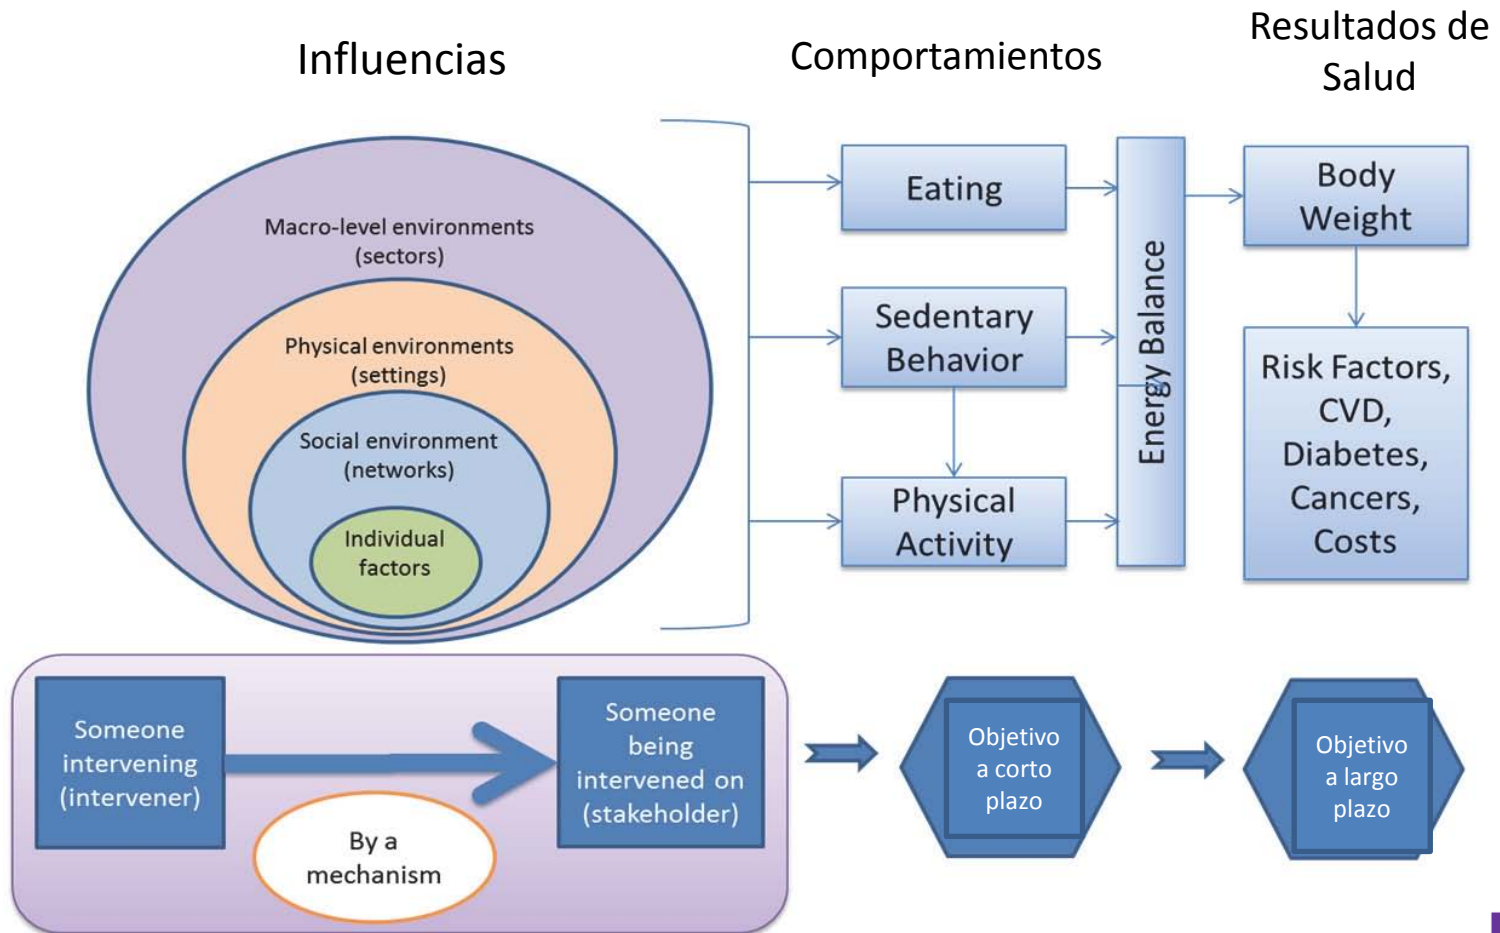 Influencias
Comportamientos
Resultados de
Salud
Macro-level environments
(sectors)
Physical environments
(settings)
Social environment
(networks)
Individual
factors
Eating
Sedentary
Behavior
Physical
Activity
Energy Balance
Body
Weight
Risk Factors,
CVD,
Diabetes,
Cancers,
Costs
Someone
intervening
(intervener)
By a
mechanism
Someone
being
intervened on
(stakeholder)
Objetivo
a corto
plazo
Objetivo
a largo
plazo